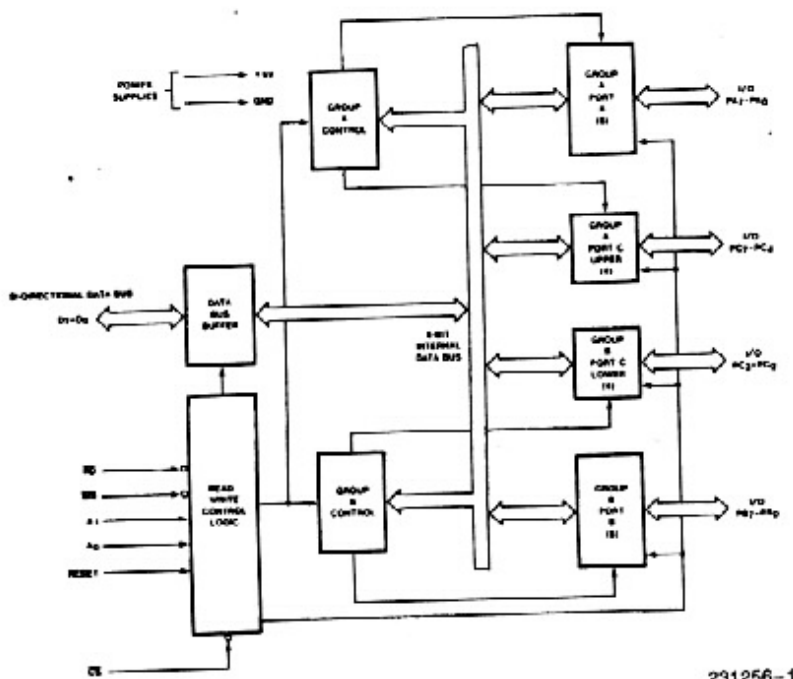 POWER
SUPPLIES
+5V
GND
GROUP
A
CONTROL
GROUP
A
PORT
A
(8)
I/O
PA7-PA0
GROUP
A
PORT C
UPPER
(4)
I/O
PC7-PC4
BI-DIRECTIONAL DATA BUS
D7-D0
DATA
BUS
BUFFER
8-BIT
INTERNAL
DATA BUS
GROUP
B
PORT C
LOWER
(4)
I/O
PC3-PC0
RD
WR
A1
A0
RESET
CS
READ
WRITE
CONTROL
LOGIC
GROUP
B
CONTROL
GROUP
B
PORT
B
(8)
I/O
PB7-PB0
231256-1